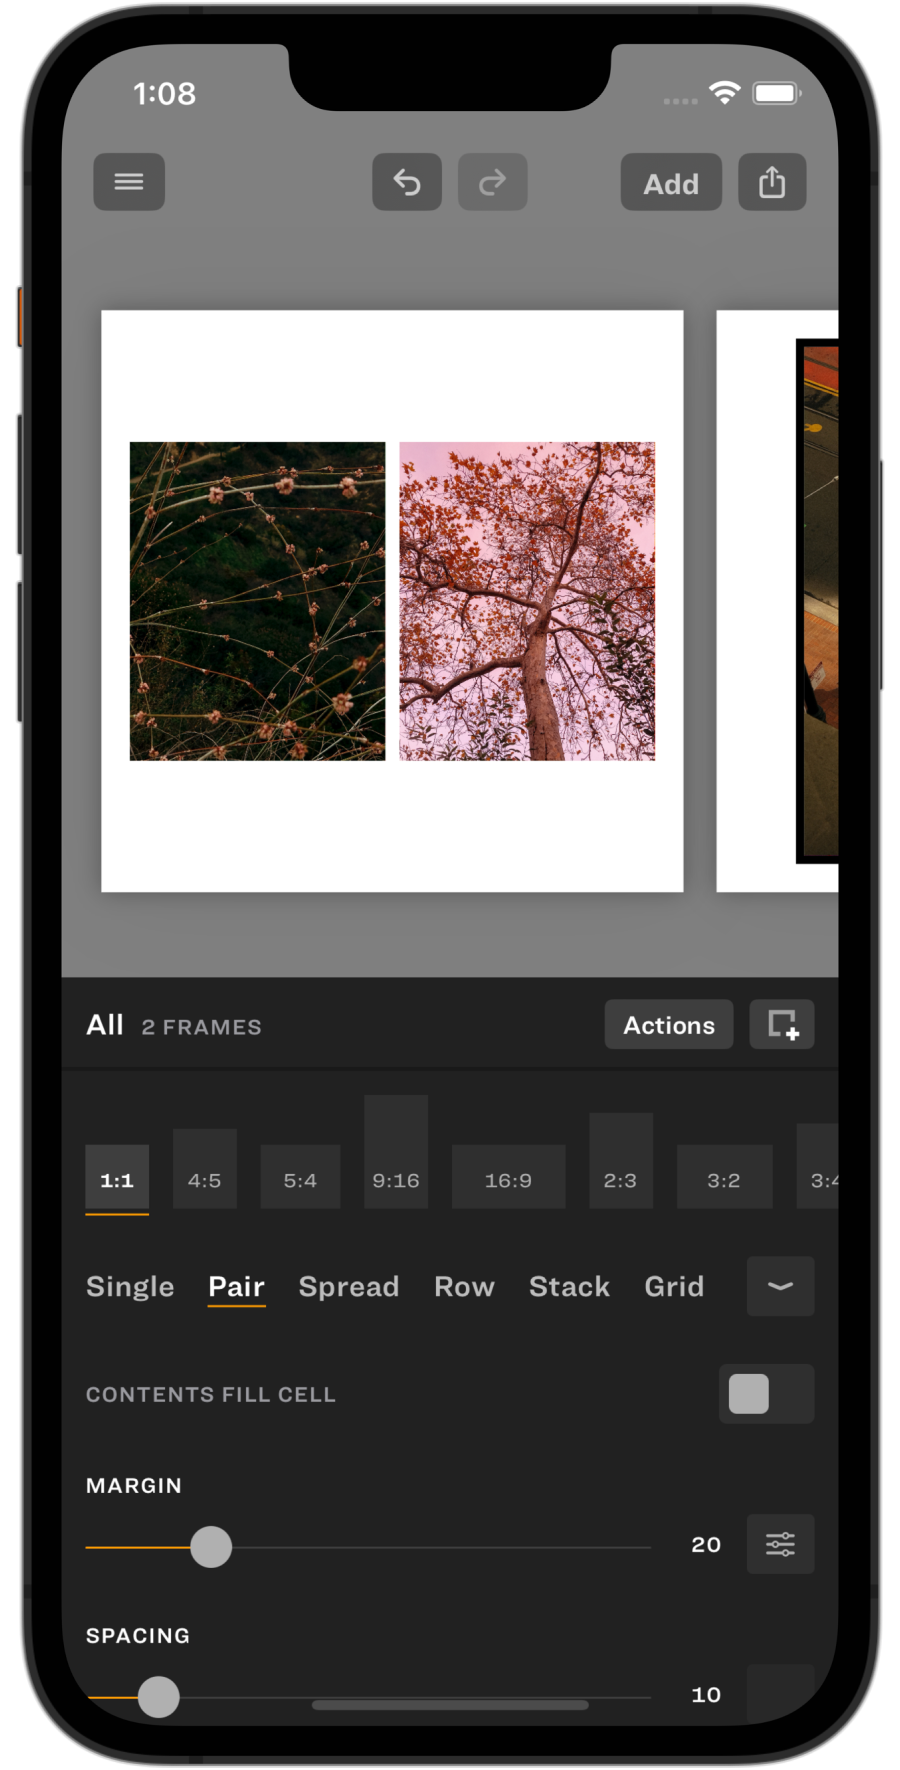 1:08
Add
All 2 FRAMES
Actions
1:1 4:5 5:4 9:16 16:9 2:3 3:2 3:4
Single Pair Spread Row Stack Grid
CONTENTS FILL CELL
MARGIN
20
SPACING
10